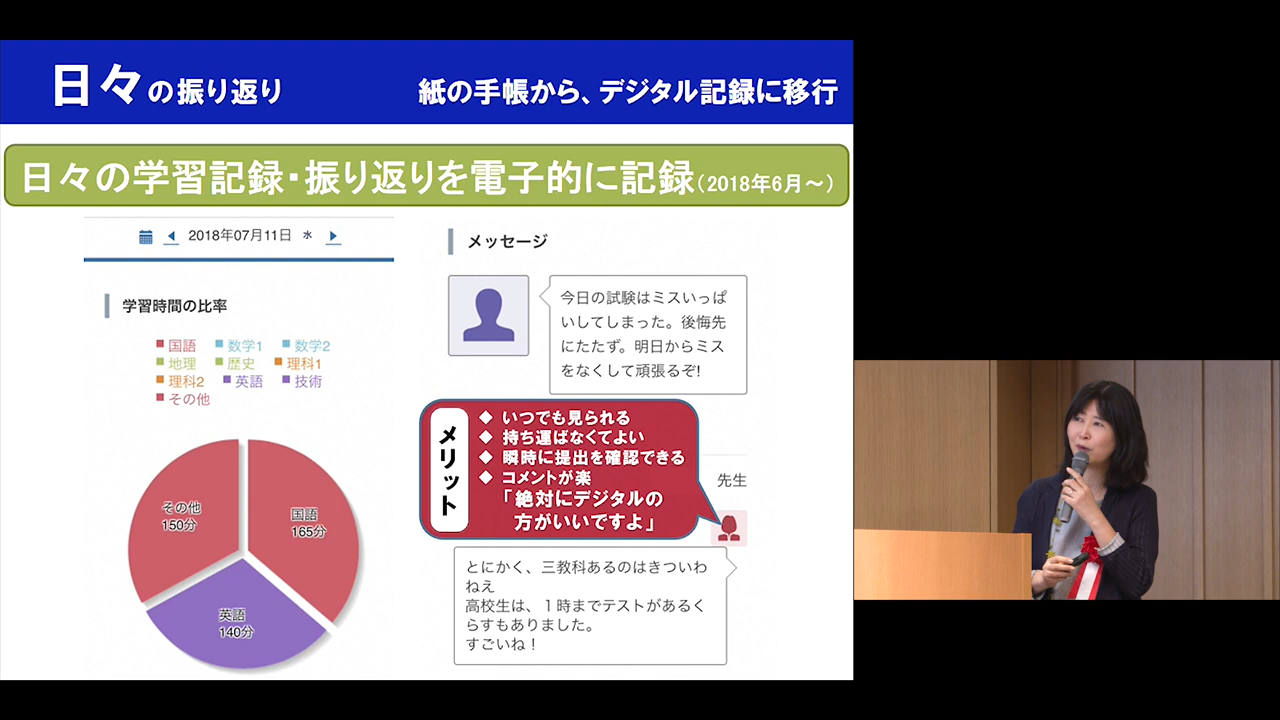 日々の振り返り 紙の手帳から、デジタル記録に移行
日々の学習記録・振り返りを電子的に記録(2018年6月~)
2018年07月11日 水
学習時間の比率
国語 数学1 数学2
地理 歴史 理科1
理科2 英語 技術
その他
その他
150分
国語
165分
英語
140分
メッセージ
今日の試験はミスいっぱ
いしてしまった。後悔先
にたたず。明日からミス
をなくして頑張るぞ!
メリット
◆ いつでも見られる
◆ 持ち運ばなくてよい
◆ 瞬時に提出を確認できる
◆ コメントが楽
「絶対にデジタルの
方がいいですよ」
先生
とにかく、三教科あるのはきついわ
ねえ
高校生は、1時までテストがあるく
らすもありました。
すごいね!